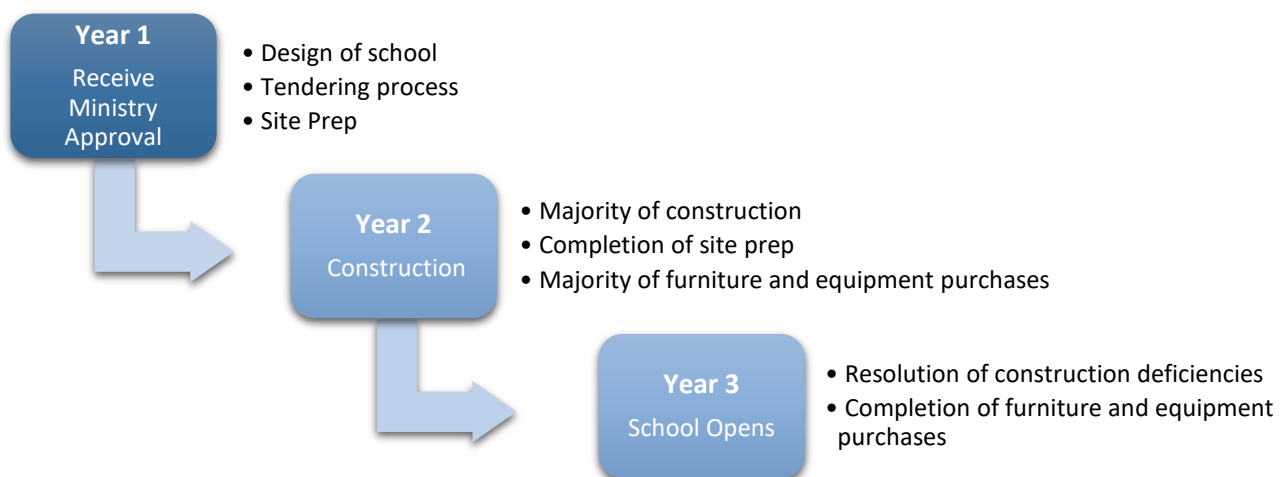 Year 1
Receive
Ministry
Approval
• Design of school
• Tendering process
• Site Prep
Year 2
Construction
• Majority of construction
• Completion of site prep
• Majority of furniture and equipment purchases
Year 3
School Opens
• Resolution of construction deficiencies
• Completion of furniture and equipment
purchases